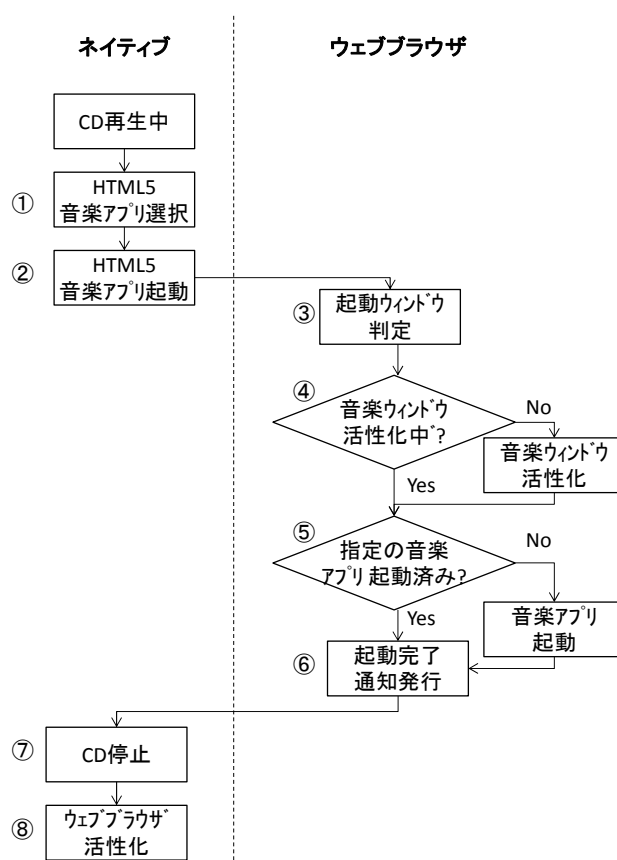 ネイティブ
ウェブブラウザ
CD再生中
①
HTML5
音楽アプリ選択
②
HTML5
音楽アプリ起動
③
起動ウィンドウ
判定
④
音楽ウィンドウ
活性化中?
No
音楽ウィンドウ
活性化
Yes
⑤
指定の音楽
アプリ起動済み?
No
音楽アプリ
起動
Yes
⑥
起動完了
通知発行
⑦
CD停止
⑧
ウェブブラウザ
活性化